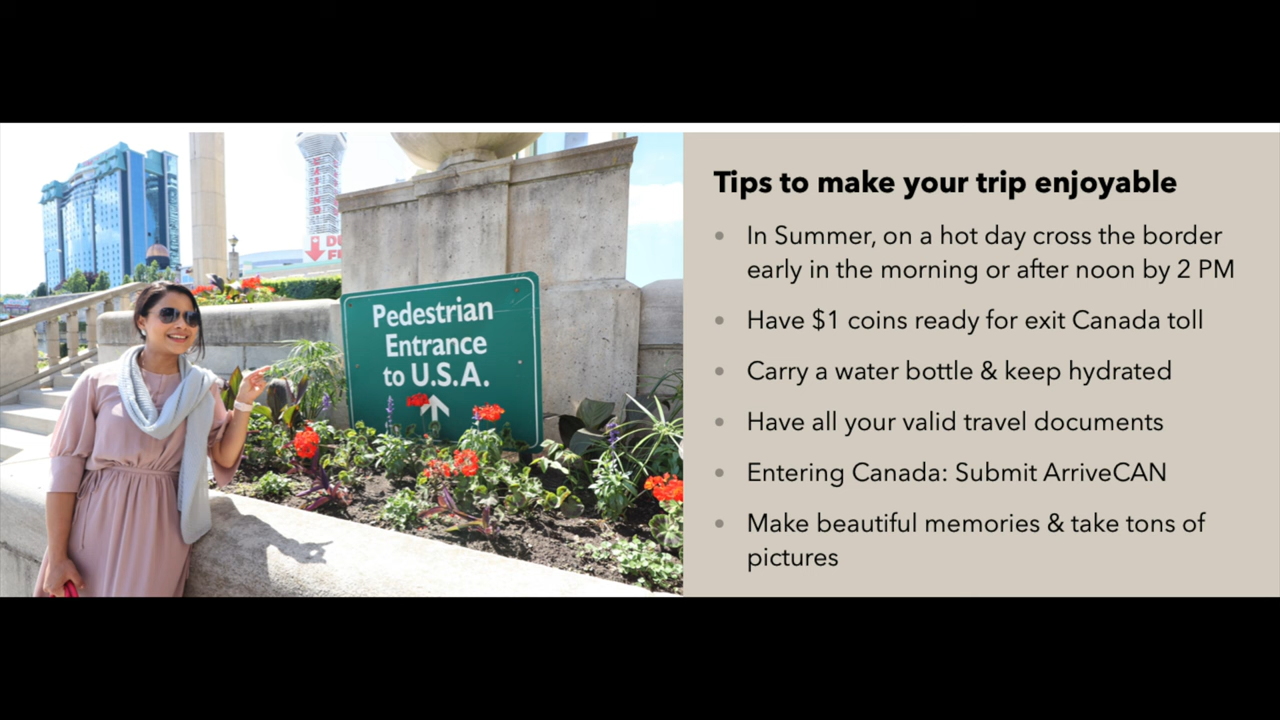 CASINO
Pedestrian
Entrance
to U.S.A.
Tips to make your trip enjoyable
• In Summer, on a hot day cross the border
early in the morning or after noon by 2 PM
• Have $1 coins ready for exit Canada toll
• Carry a water bottle & keep hydrated
• Have all your valid travel documents
• Entering Canada: Submit ArriveCAN
• Make beautiful memories & take tons of
pictures